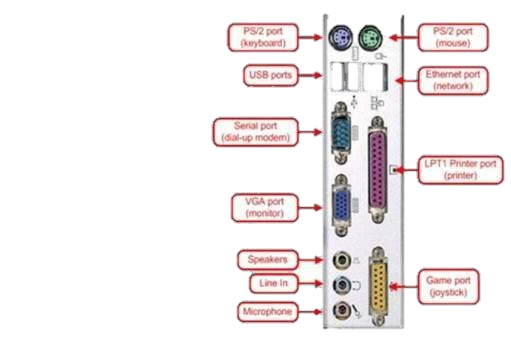 PS/2 port
(keyboard)
PS/2 port
(mouse)
USB ports
Ethernet port
(network)
Serial port
(dial-up modem)
LPT1 Printer port
(printer)
VGA port
(monitor)
Speakers
Line In
Game port
(joystick)
Microphone